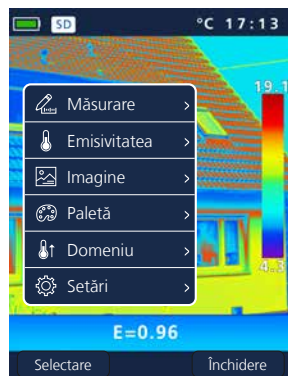 SD °C 17:13
19.1
Măsurare
Emisivitatea
Imagine
Paletă
Domeniu
Setări
4.3
E=0.96
Selectare Închidere